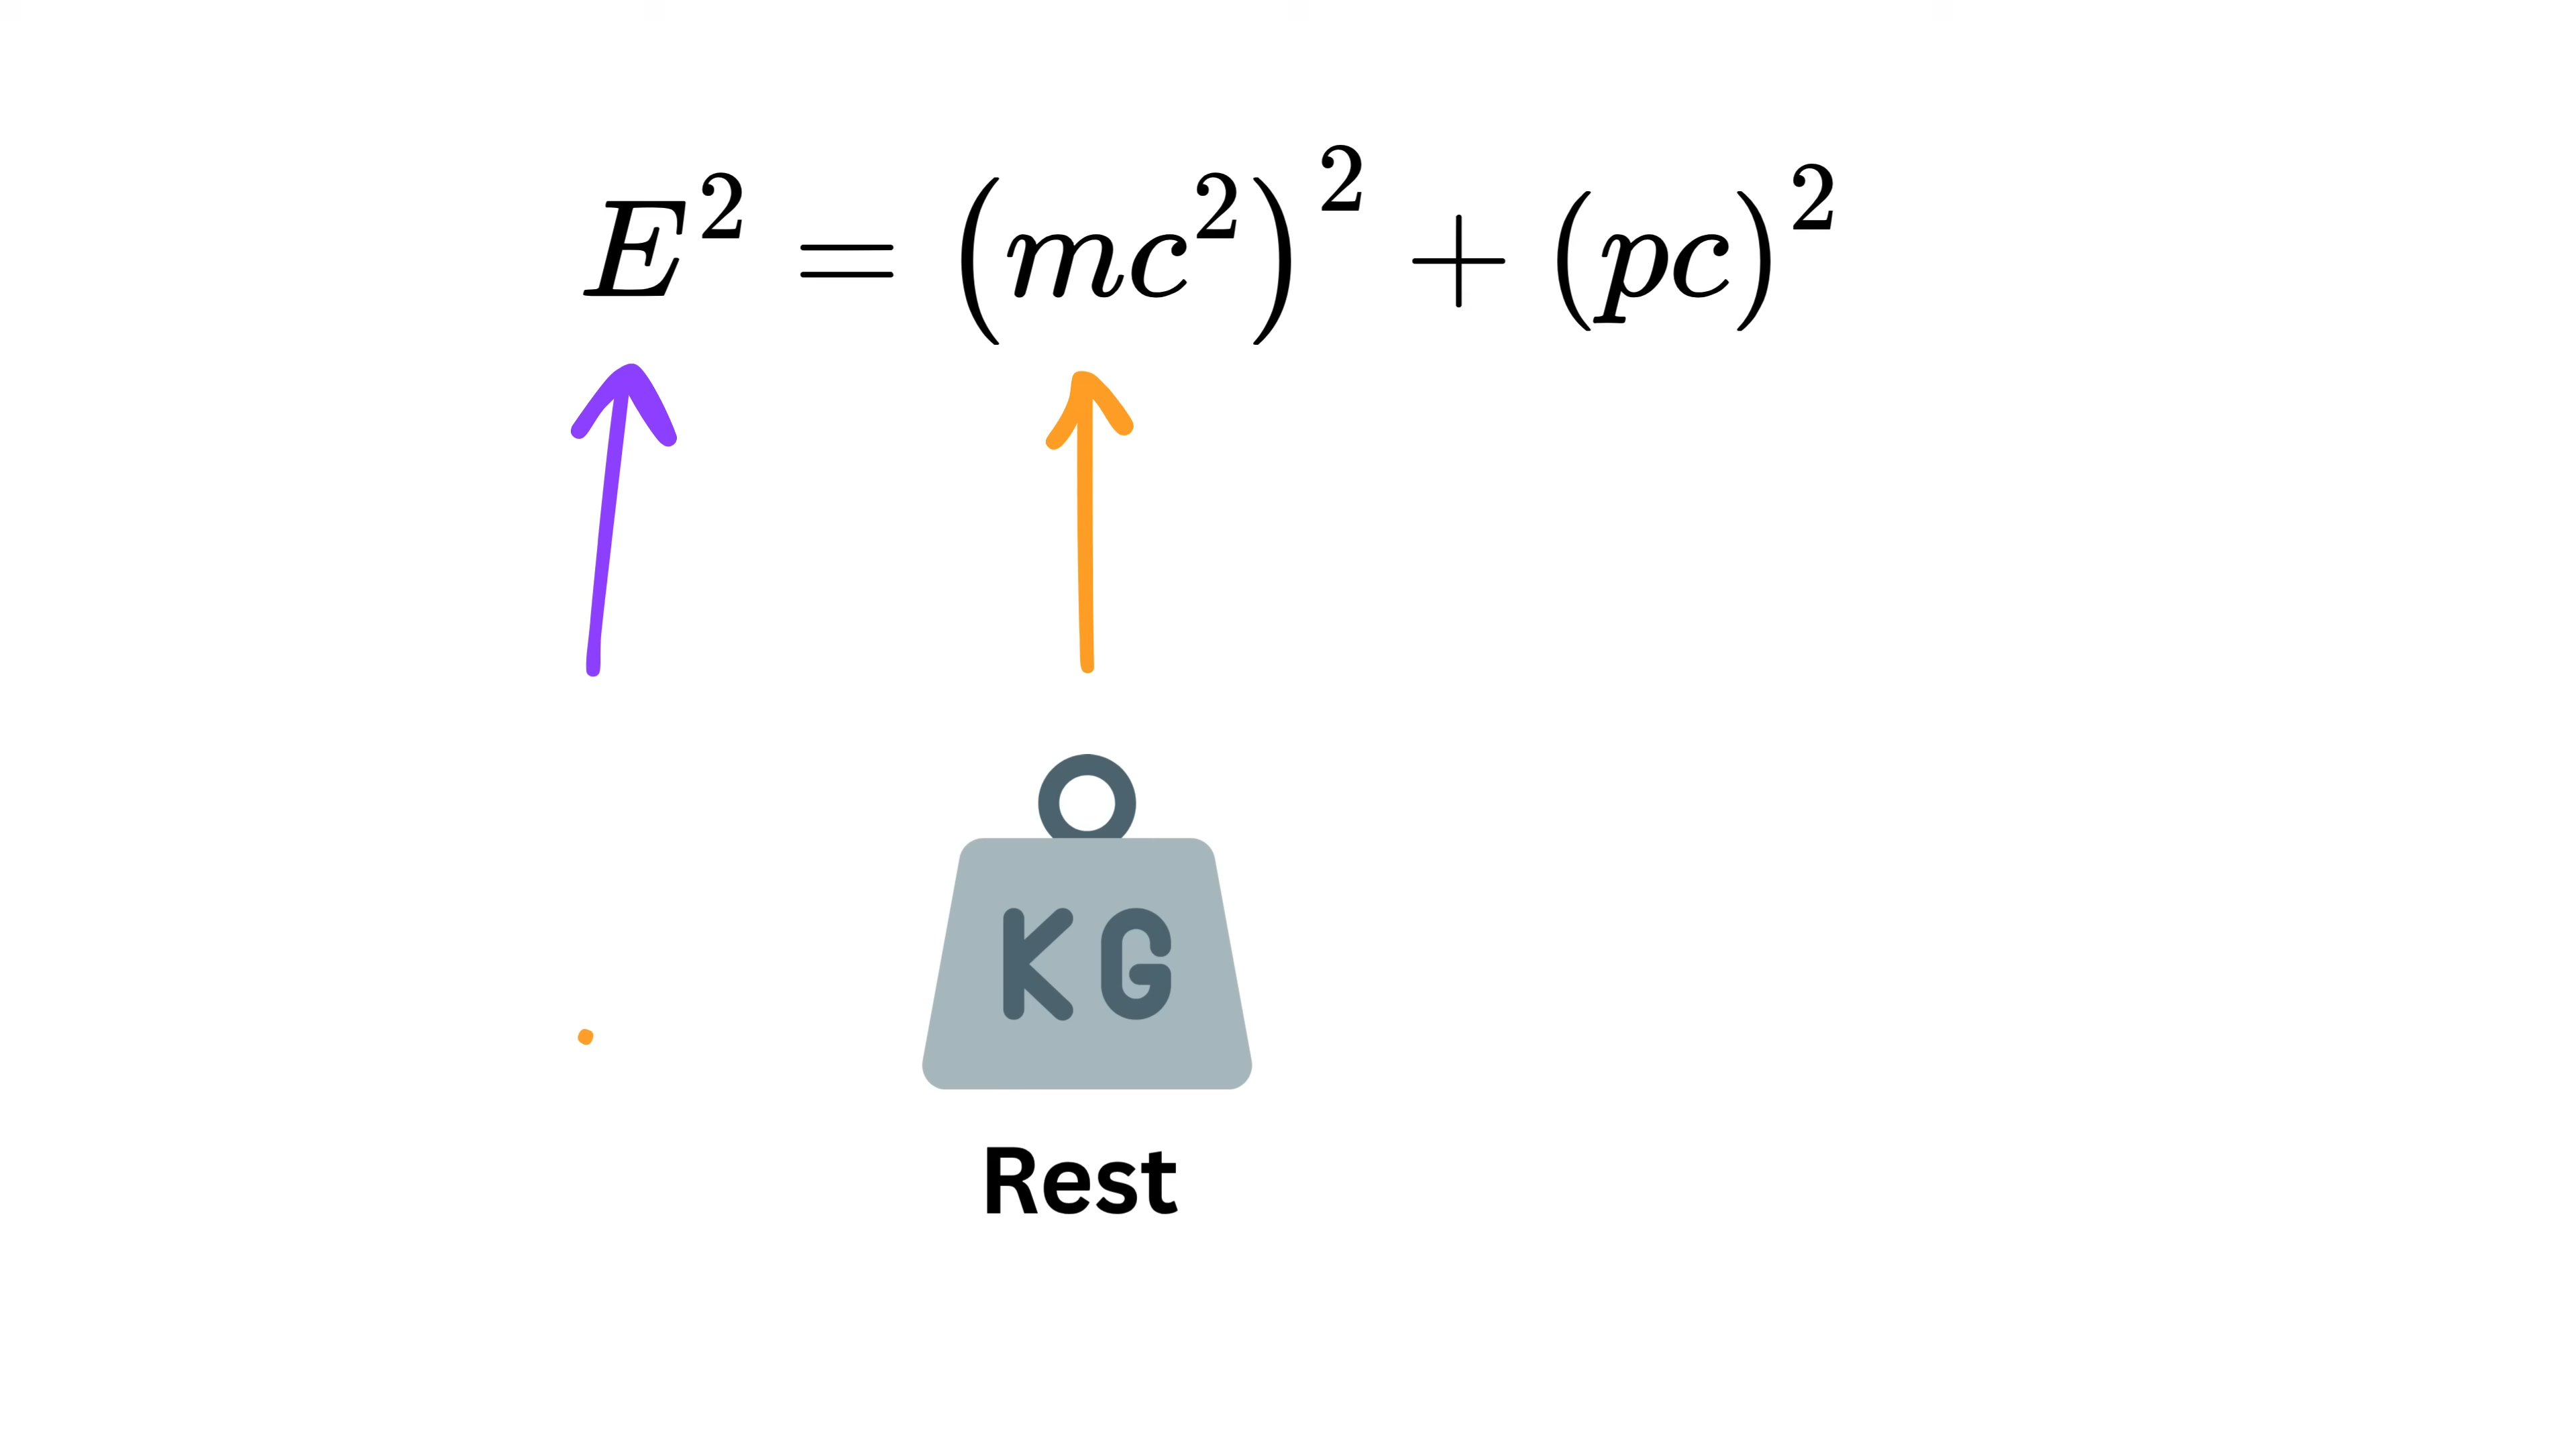 E² = (mc²)² + (pc)²
KG
Rest